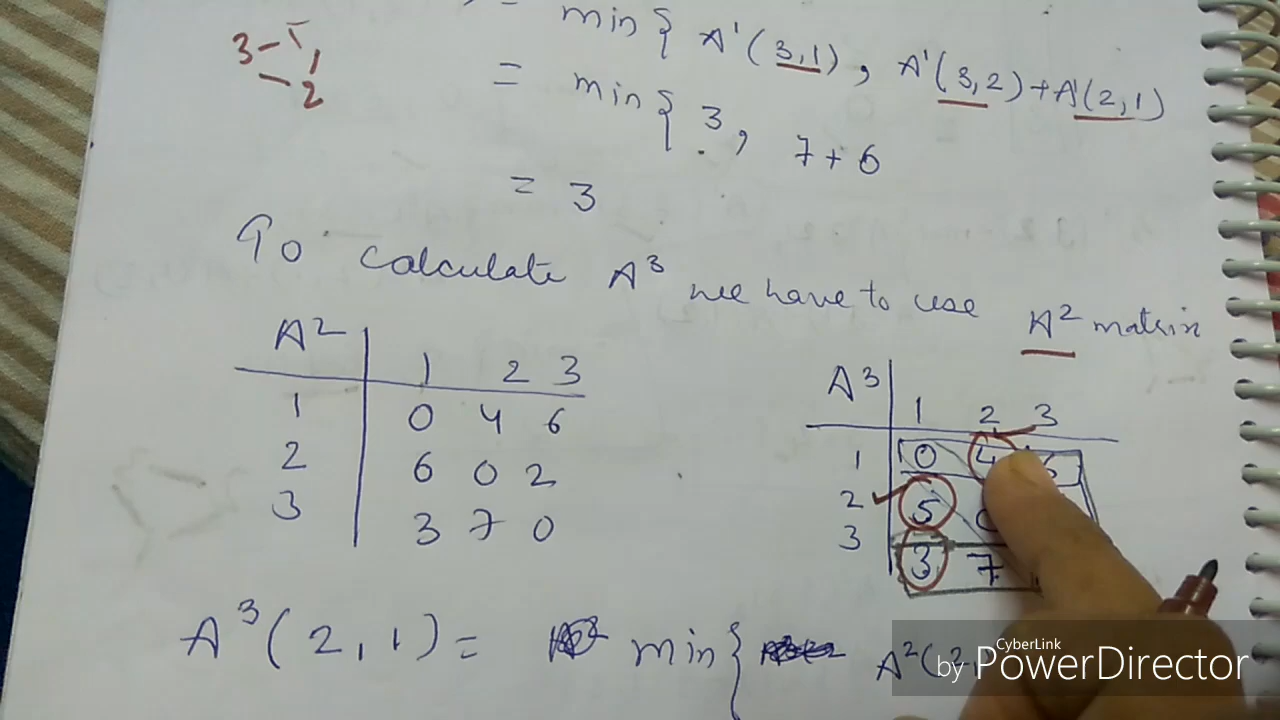 = min { A'(3,1), A'(3,2)+A'(2,1)
3 - 1
- 2
= min { 3, 7+6
= 3
To calculate A³ we have to use A² matrix
A² 1 2 3
1 0 4 6
2 6 0 2
3 3 7 0
A³ 1 2 3
1 0 4 6
2 5
3 3 7
A³(2,1) = min { A²(2,
CyberLink
by PowerDirector